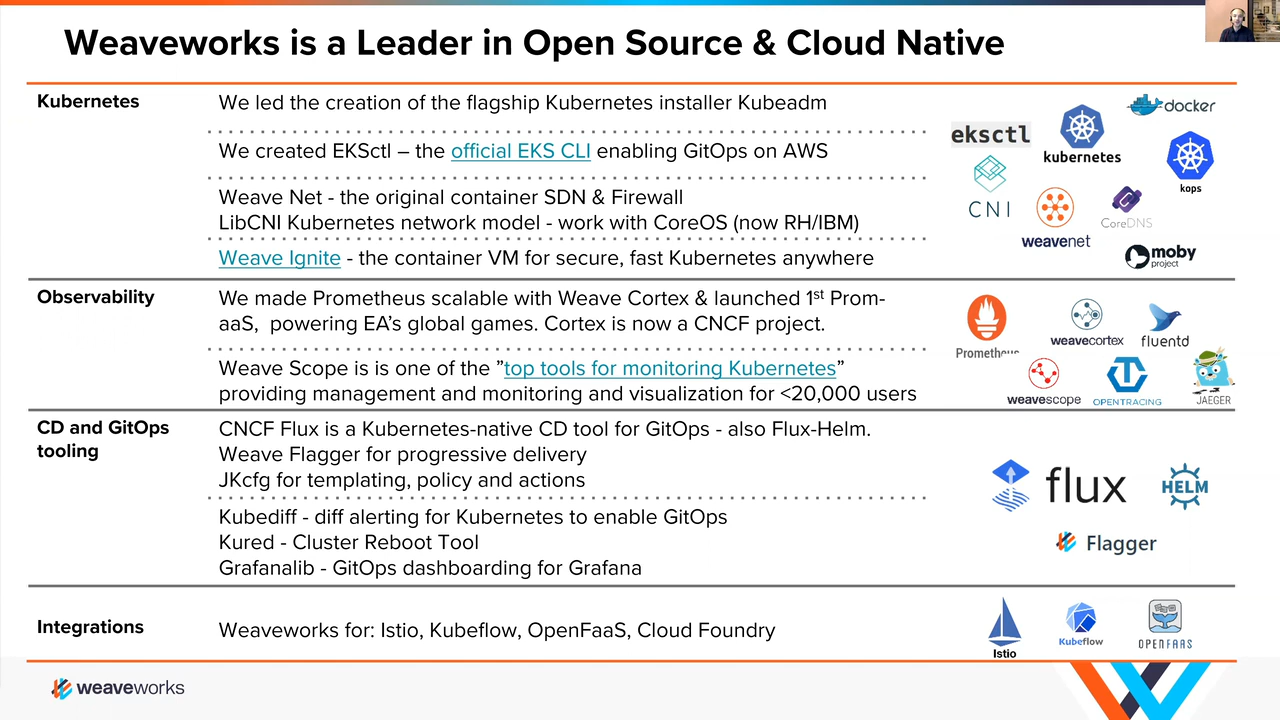 Weaveworks is a Leader in Open Source & Cloud Native
Kubernetes
We led the creation of the flagship Kubernetes installer Kubeadm
We created EKSctl – the official EKS CLI enabling GitOps on AWS
Weave Net - the original container SDN & Firewall
LibCNI Kubernetes network model - work with CoreOS (now RH/IBM)
Weave Ignite - the container VM for secure, fast Kubernetes anywhere
docker
eksctl
kubernetes
kops
CNI
CoreDNS
weavenet
moby
project
Observability
We made Prometheus scalable with Weave Cortex & launched 1st Prom-
aaS,  powering EA's global games. Cortex is now a CNCF project.
Weave Scope is is one of the ”top tools for monitoring Kubernetes”
providing management and monitoring and visualization for <20,000 users
Prometheus
weavecortex
fluentd
weavescope
OPENTRACING
JAEGER
CD and GitOps
tooling
CNCF Flux is a Kubernetes-native CD tool for GitOps - also Flux-Helm.
Weave Flagger for progressive delivery
JKcfg for templating, policy and actions
Kubediff - diff alerting for Kubernetes to enable GitOps
Kured - Cluster Reboot Tool
Grafanalib - GitOps dashboarding for Grafana
flux
HELM
Flagger
Integrations
Weaveworks for: Istio, Kubeflow, OpenFaaS, Cloud Foundry
Istio
Kubeflow
OPENFAAS
weaveworks